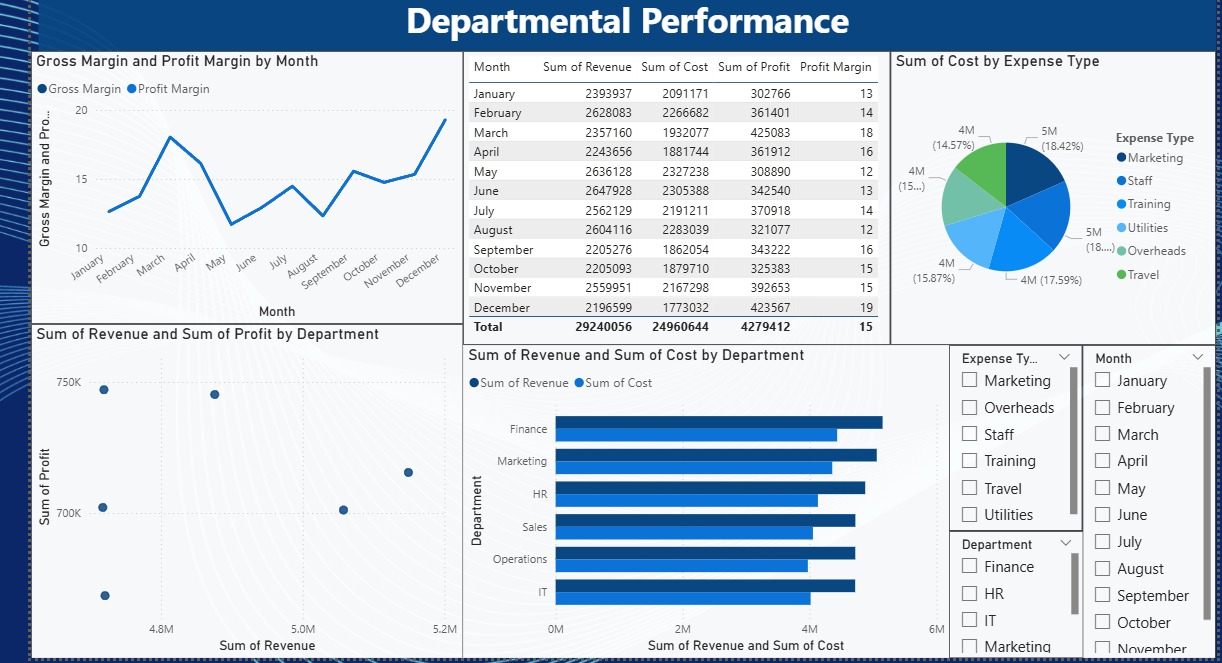 Departmental Performance
Gross Margin and Profit Margin by Month
Gross Margin Profit Margin
Gross Margin and Pro...
20
15
10
January February March April May June July August September October November December
Month
Month Sum of Revenue Sum of Cost Sum of Profit Profit Margin
January 2393937 2091171 302766 13
February 2628083 2266682 361401 14
March 2357160 1932077 425083 18
April 2243656 1881744 361912 16
May 2636128 2327238 308890 12
June 2647928 2305388 342540 13
July 2562129 2191211 370918 14
August 2604116 2283039 321077 12
September 2205276 1862054 343222 16
October 2205093 1879710 325383 15
November 2559951 2167298 392653 15
December 2196599 1773032 423567 19
Total 29240056 24960644 4279412 15
Sum of Cost by Expense Type
4M
(14.57%)
5M
(18.42%)
4M
(15...)
5M
(18....)
4M
(15.87%)
4M (17.59%)
Expense Type
Marketing
Staff
Training
Utilities
Overheads
Travel
Sum of Revenue and Sum of Profit by Department
Sum of Profit
750K
700K
4.8M 5.0M 5.2M
Sum of Revenue
Sum of Revenue and Sum of Cost by Department
Sum of Revenue Sum of Cost
Department
Finance
Marketing
HR
Sales
Operations
IT
0M 2M 4M 6M
Sum of Revenue and Sum of Cost
Expense Ty...
Marketing
Overheads
Staff
Training
Travel
Utilities
Department
Finance
HR
IT
Marketing
Month
January
February
March
April
May
June
July
August
September
October
November